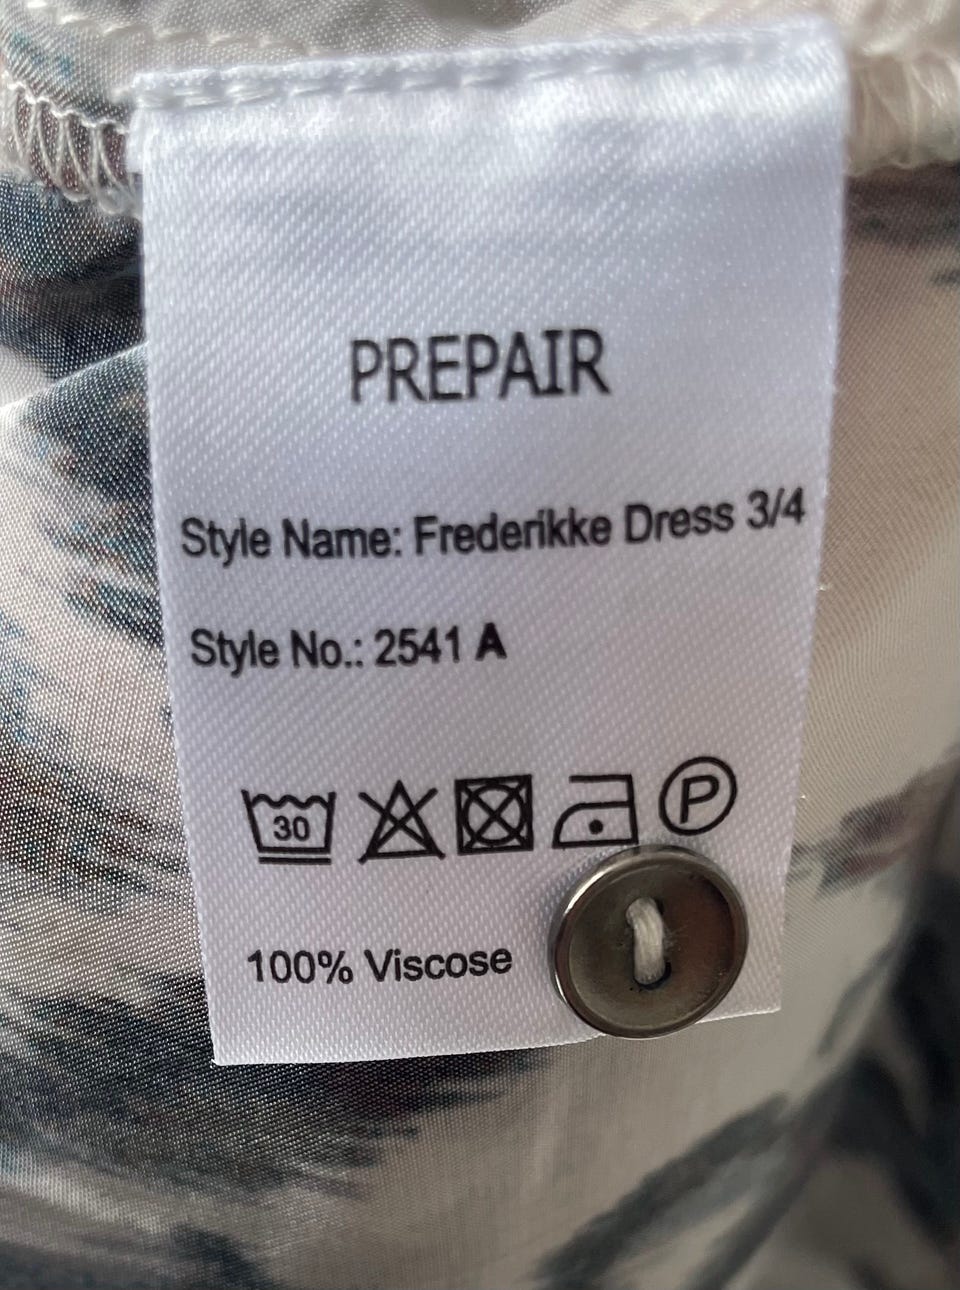 PREPAIR
Style Name: Frederikke Dress 3/4
Style No.: 2541 A
30
P
100% Viscose